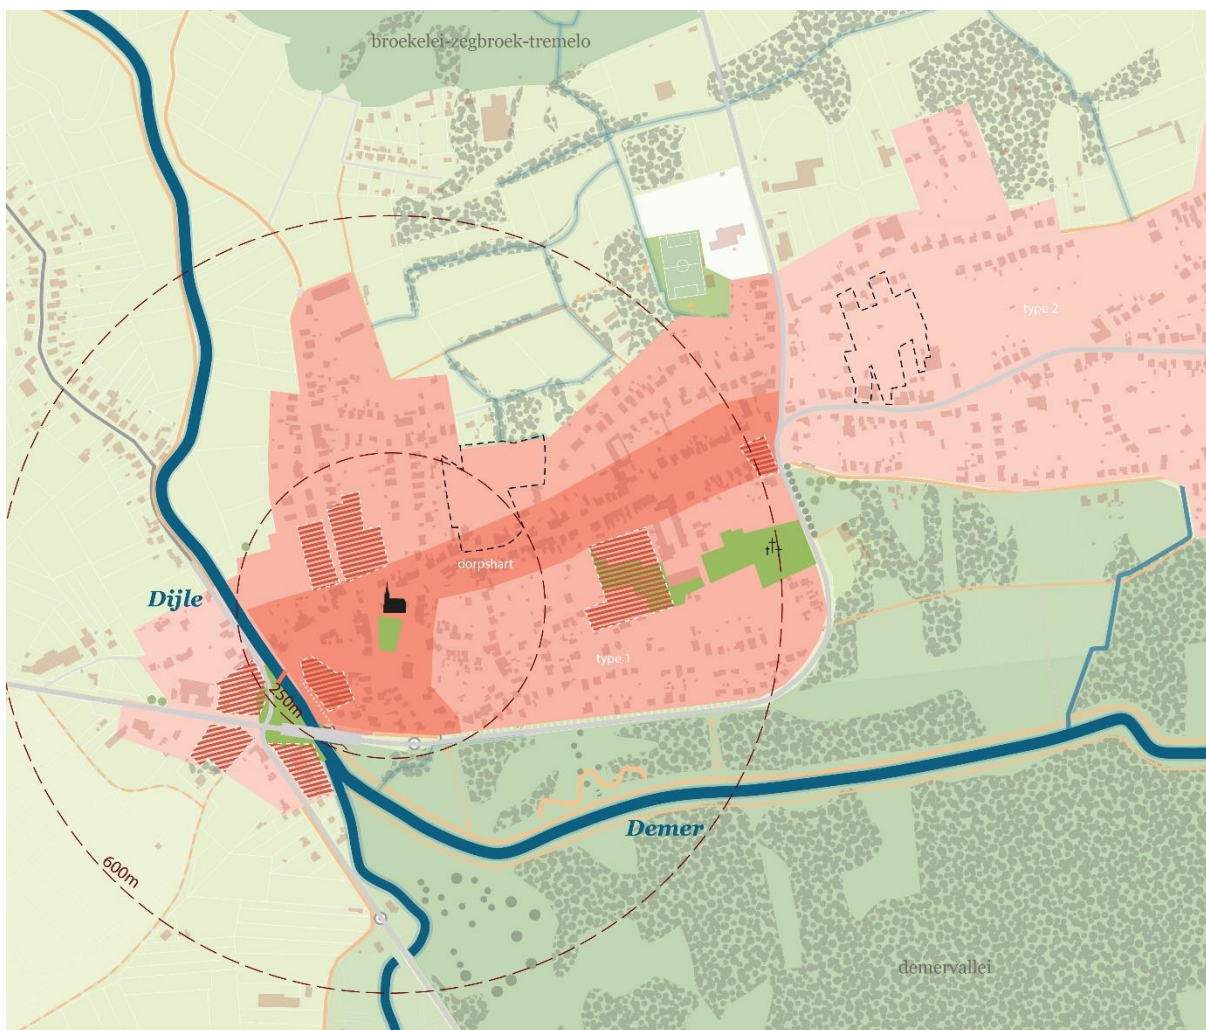 broekelei-zegbroek-tremelo
type 2
dorpshart
Dijle
type 1
250m
Demer
600m
demervallei